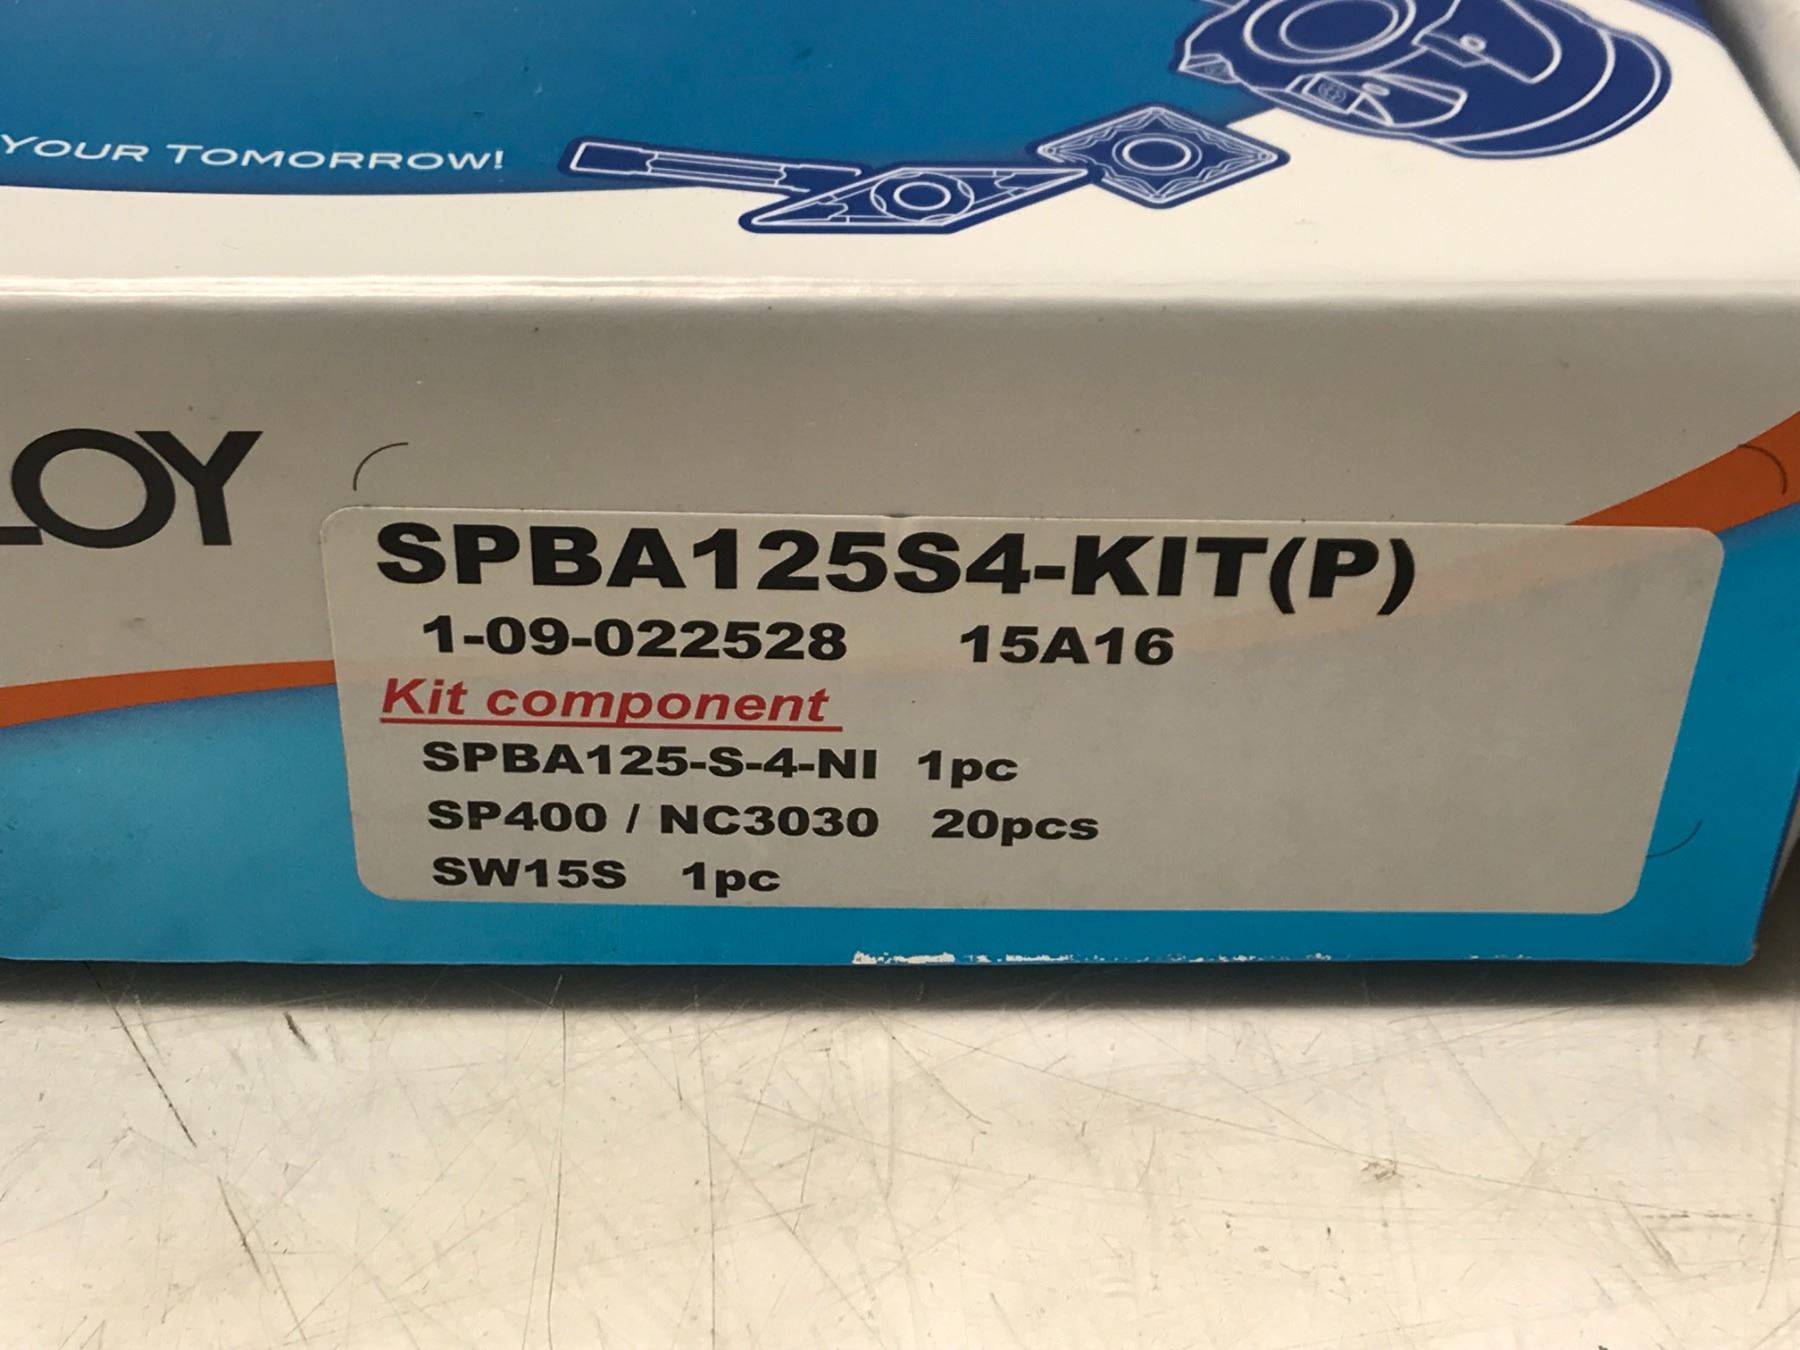 YOUR TOMORROW!
LOY
SPBA125S4-KIT(P)
1-09-022528 15A16
Kit component
SPBA125-S-4-NI 1pc
SP400 / NC3030 20pcs
SW15S 1pc